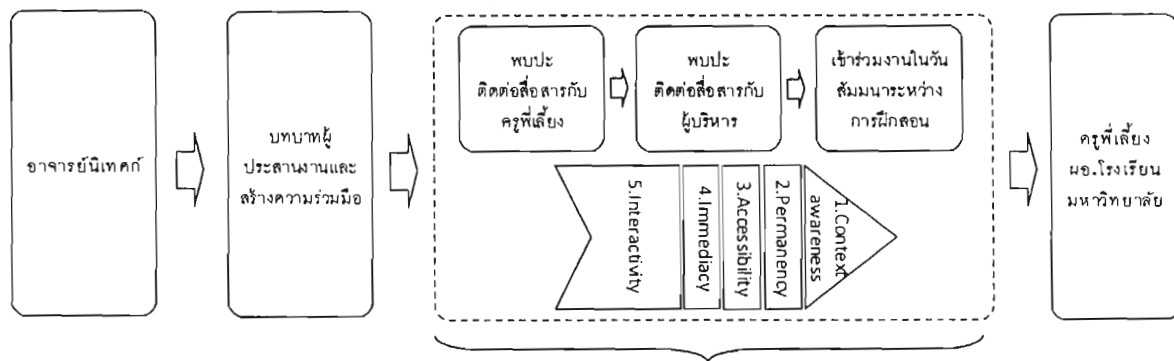 อาจารย์นิเทศก์
บทบาทผู้
ประสานงานและ
สร้างความร่วมมือ
พบปะ
ติดต่อสื่อสารกับ
ครูพี่เลี้ยง
พบปะ
ติดต่อสื่อสารกับ
ผู้บริหาร
เข้าร่วมงานในวัน
สัมมนาระหว่าง
การฝึกสอน
5.Interactivity
4.Immediacy
3.Accessibility
2.Permanency
1.Context
awareness
ครูพี่เลี้ยง
ผอ.โรงเรียน
มหาวิทยาลัย